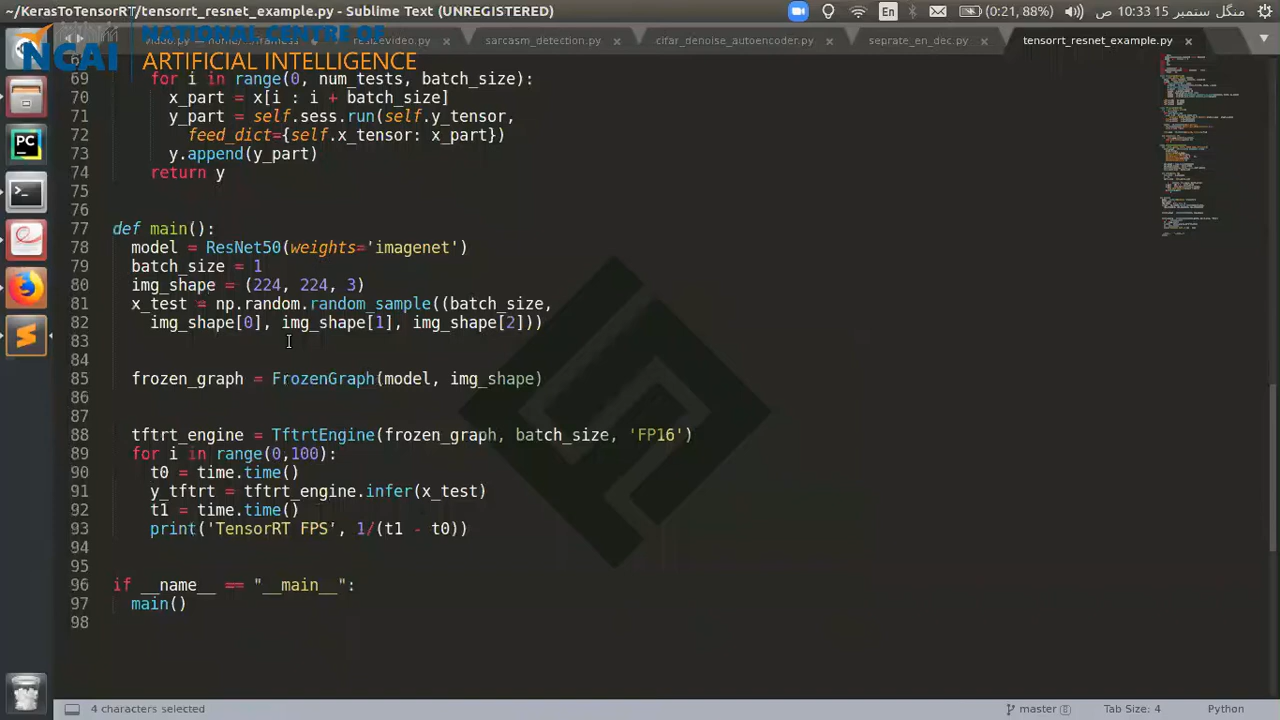 ~/KerasToTensorRT/tensorrt_resnet_example.py - Sublime Text (UNREGISTERED)
En
(0:21, 88%)
منگل ستمبر 15 10:33 ص
NCAI
NATIONAL CENTRE OF
ARTIFICIAL INTELLIGENCE
sarcasm_detection.py
cifar_denoise_autoencoder.py
seprate_en_dec.py
tensorrt_resnet_example.py
69 for i in range(0, num_tests, batch_size):
70 x_part = x[i : i + batch_size]
71 y_part = self.sess.run(self.y_tensor,
72 feed_dict={self.x_tensor: x_part})
73 y.append(y_part)
74 return y
75
76
77 def main():
78 model = ResNet50(weights='imagenet')
79 batch_size = 1
80 img_shape = (224, 224, 3)
81 x_test = np.random.random_sample((batch_size,
82 img_shape[0], img_shape[1], img_shape[2]))
83
84
85 frozen_graph = FrozenGraph(model, img_shape)
86
87
88 tftrt_engine = TftrtEngine(frozen_graph, batch_size, 'FP16')
89 for i in range(0,100):
90 t0 = time.time()
91 y_tftrt = tftrt_engine.infer(x_test)
92 t1 = time.time()
93 print('TensorRT FPS', 1/(t1 - t0))
94
95
96 if __name__ == "__main__":
97 main()
98
PC
4 characters selected
master
Tab Size: 4
Python